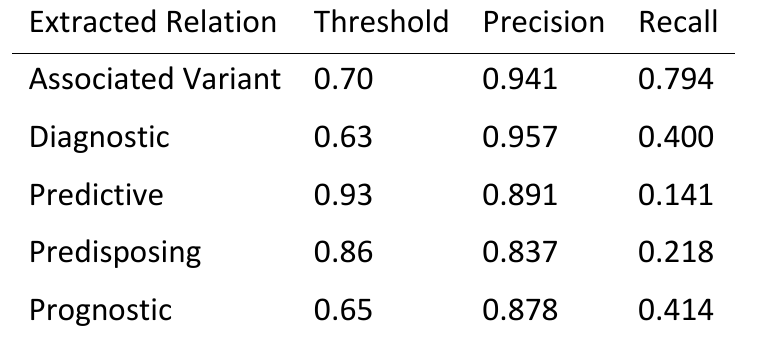 Extracted Relation Threshold Precision Recall
Associated Variant 0.70 0.941 0.794
Diagnostic 0.63 0.957 0.400
Predictive 0.93 0.891 0.141
Predisposing 0.86 0.837 0.218
Prognostic 0.65 0.878 0.414